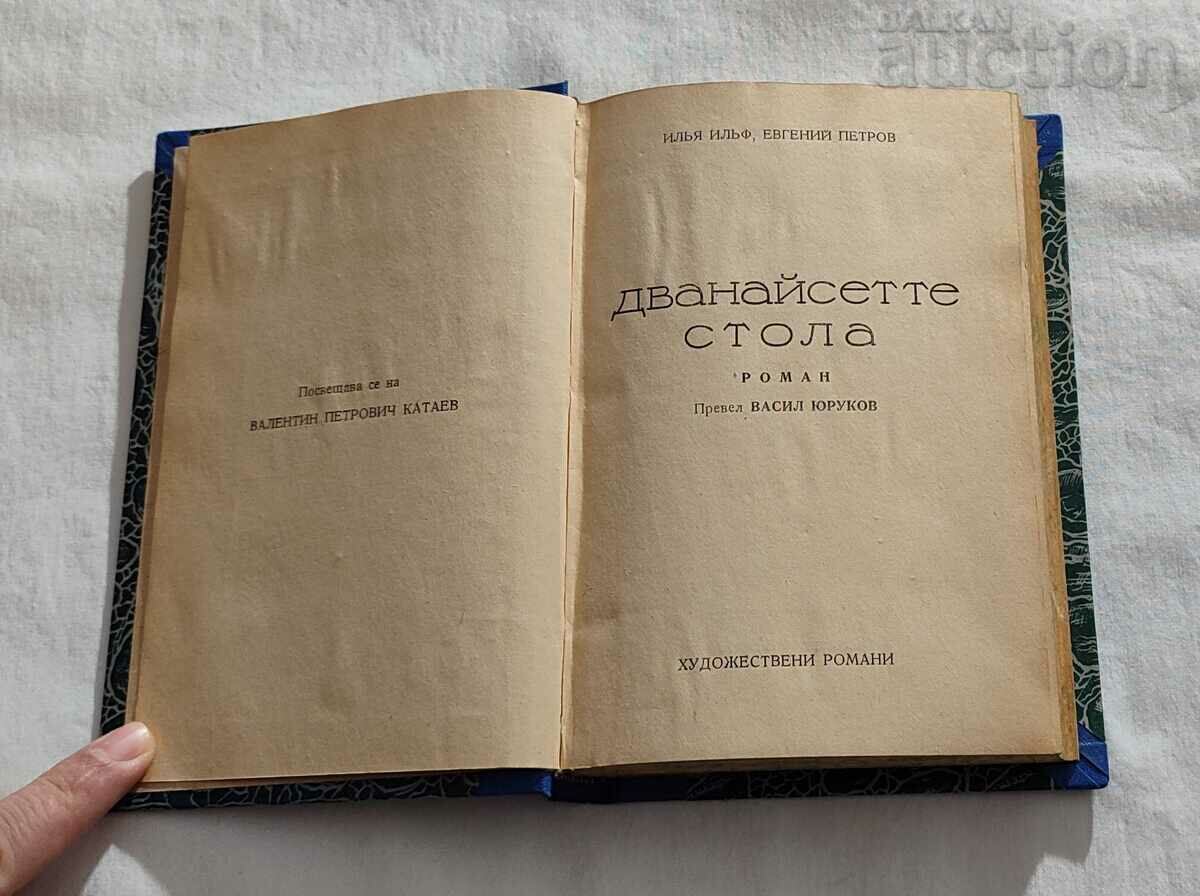 BALKAN
auction
Посвещава се на
ВАЛЕНТИН ПЕТРОВИЧ КАТАЕВ
ИЛЬЯ ИЛЬФ, ЕВГЕНИЙ ПЕТРОВ
ДВАНАЙСЕТТЕ
СТОЛА
РОМАН
Превел ВАСИЛ ЮРУКОВ
ХУДОЖЕСТВЕНИ РОМАНИ